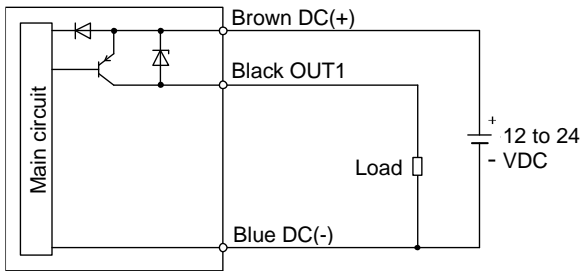 Brown DC(+)
Black OUT1
Main circuit
+
12 to 24
- VDC
Load
Blue DC(-)